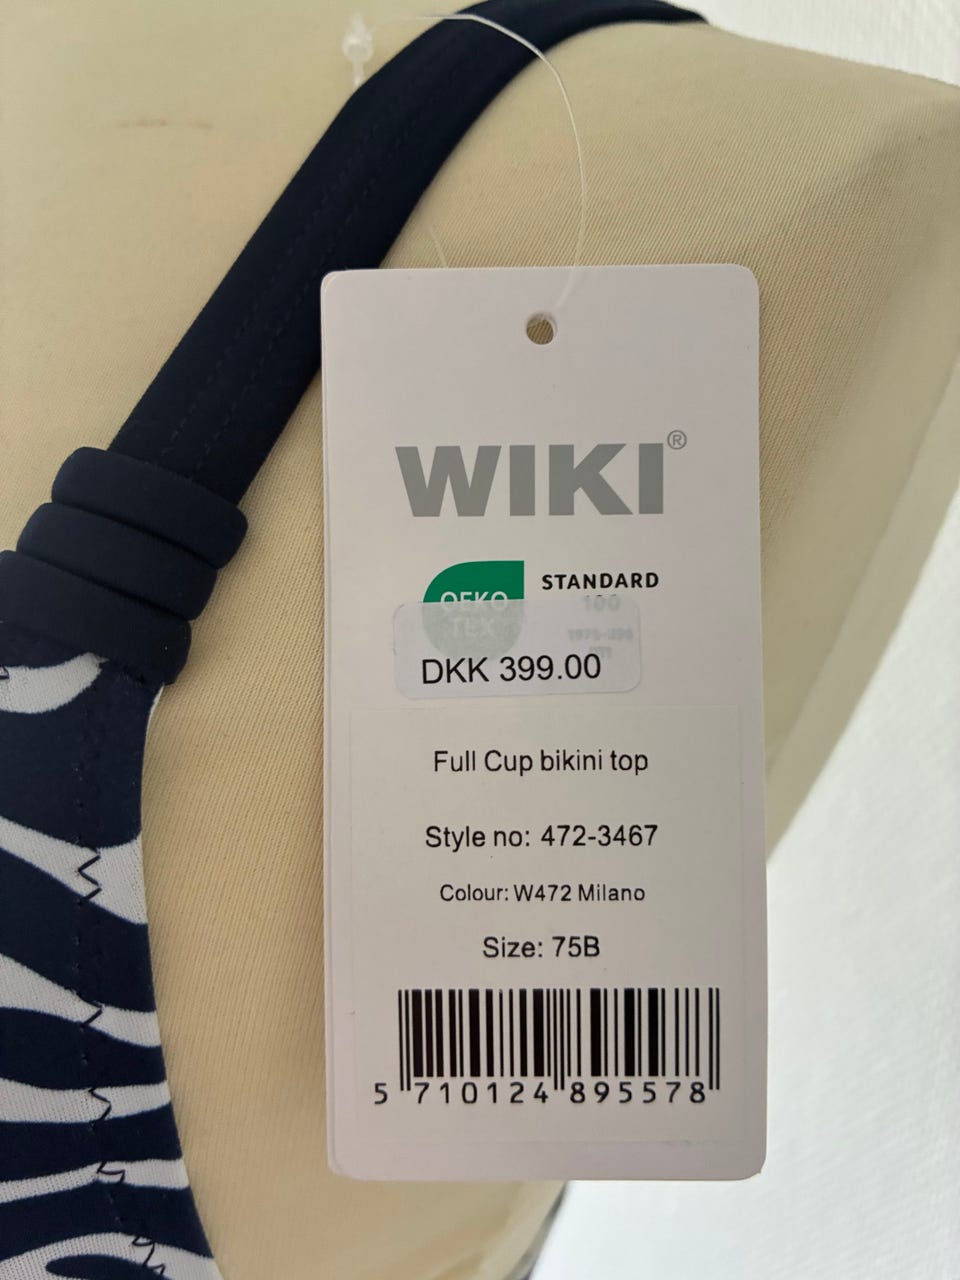 WIKI®
OEKO
TEX
STANDARD
100
DKK 399.00
Full Cup bikini top
Style no: 472-3467
Colour: W472 Milano
Size: 75B
5 710124 895578